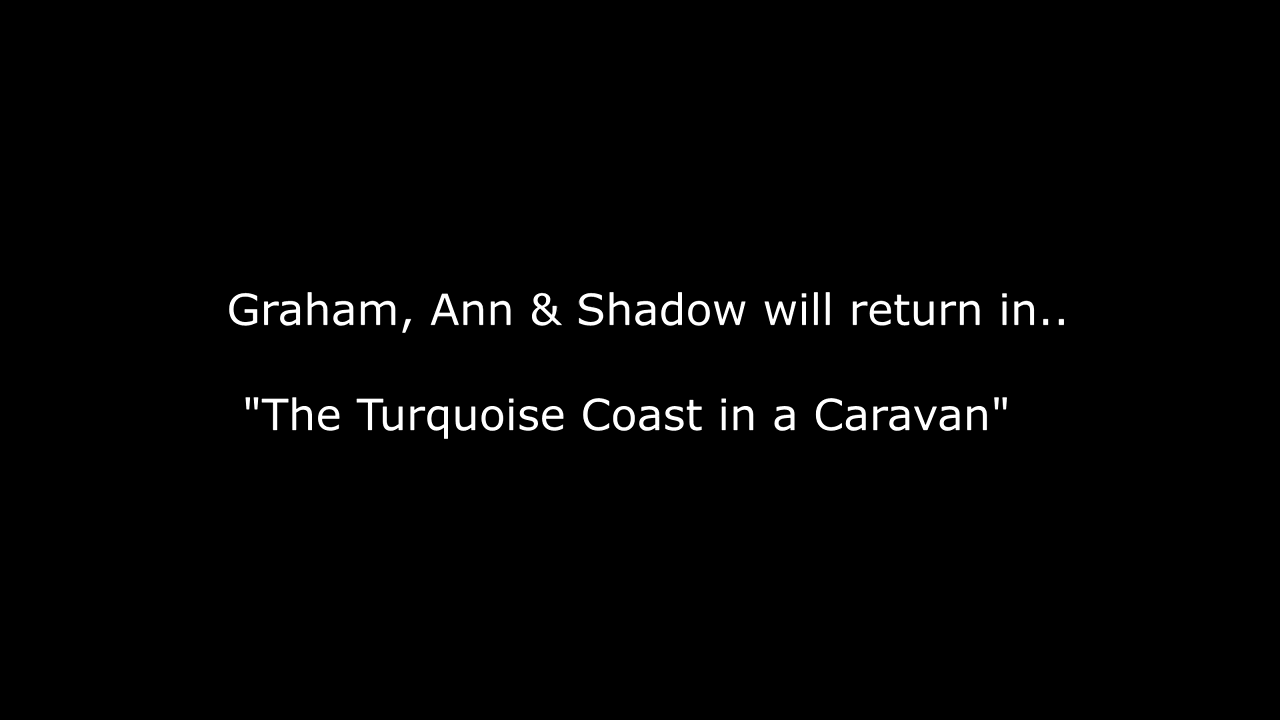 Graham, Ann & Shadow will return in..
"The Turquoise Coast in a Caravan"